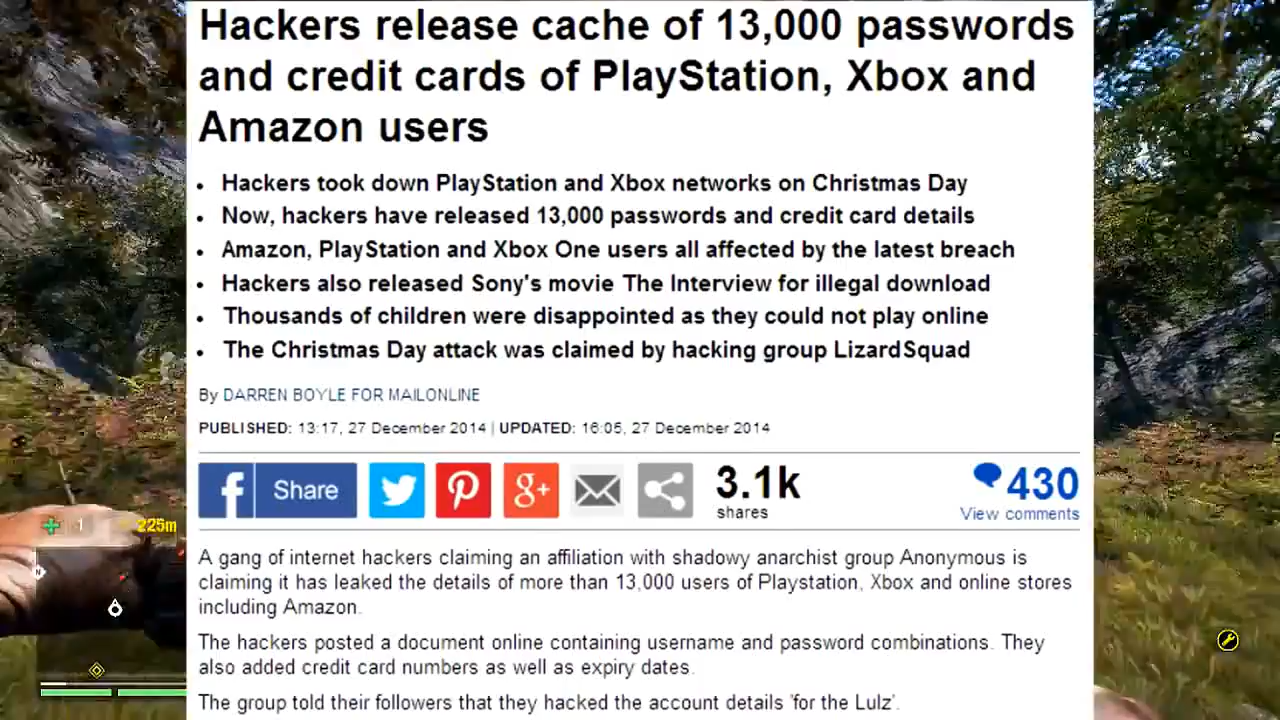 Hackers release cache of 13,000 passwords
and credit cards of PlayStation, Xbox and
Amazon users
• Hackers took down PlayStation and Xbox networks on Christmas Day
• Now, hackers have released 13,000 passwords and credit card details
• Amazon, PlayStation and Xbox One users all affected by the latest breach
• Hackers also released Sony's movie The Interview for illegal download
• Thousands of children were disappointed as they could not play online
• The Christmas Day attack was claimed by hacking group LizardSquad
By DARREN BOYLE FOR MAILONLINE
PUBLISHED: 13:17, 27 December 2014 | UPDATED: 16:05, 27 December 2014
f Share g+ 3.1k 430
shares View comments
1 225m
N
A gang of internet hackers claiming an affiliation with shadowy anarchist group Anonymous is
claiming it has leaked the details of more than 13,000 users of Playstation, Xbox and online stores
including Amazon.
The hackers posted a document online containing username and password combinations. They
also added credit card numbers as well as expiry dates.
The group told their followers that they hacked the account details 'for the Lulz'.